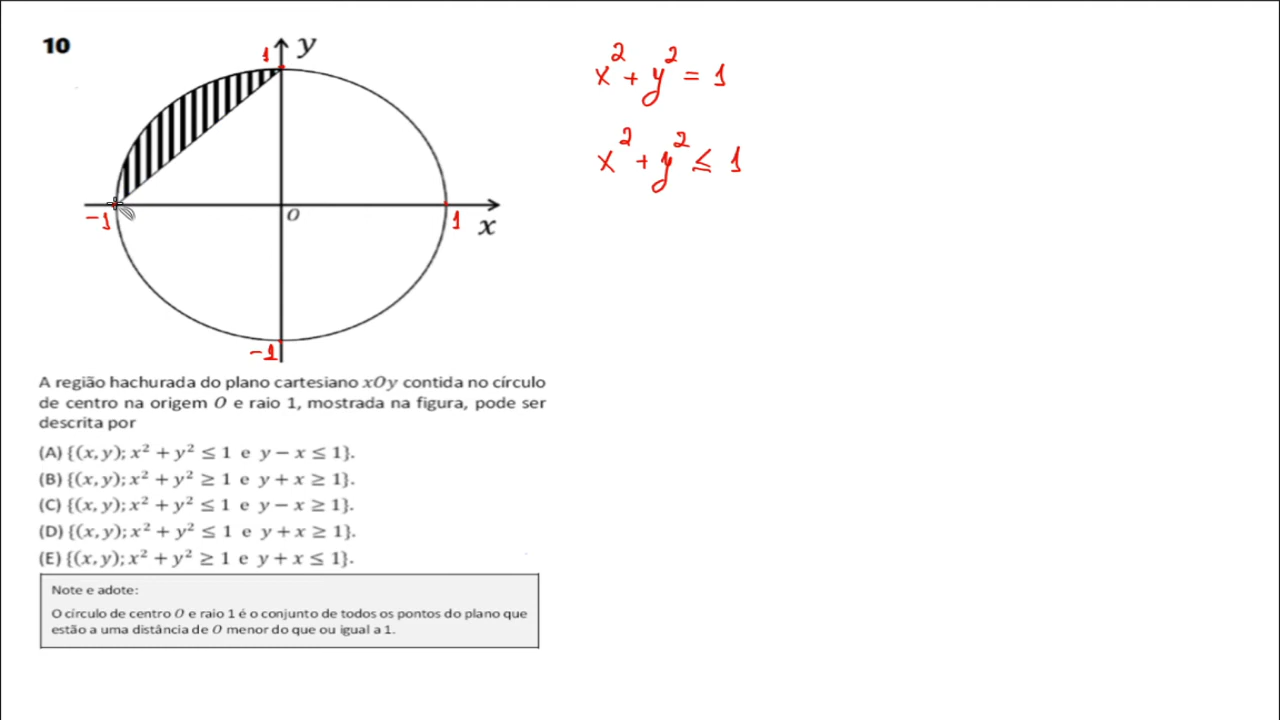 10
1
y
x² + y² = 1
x² + y² ≤ 1
-1
O
1
x
-1
A região hachurada do plano cartesiano xOy contida no círculo
de centro na origem O e raio 1, mostrada na figura, pode ser
descrita por
(A) {(x, y); x² + y² ≤ 1 e y − x ≤ 1}.
(B) {(x, y); x² + y² ≥ 1 e y + x ≥ 1}.
(C) {(x, y); x² + y² ≤ 1 e y − x ≥ 1}.
(D) {(x, y); x² + y² ≤ 1 e y + x ≥ 1}.
(E) {(x, y); x² + y² ≥ 1 e y + x ≤ 1}.
Note e adote:
O círculo de centro O e raio 1 é o conjunto de todos os pontos do plano que
estão a uma distância de O menor do que ou igual a 1.